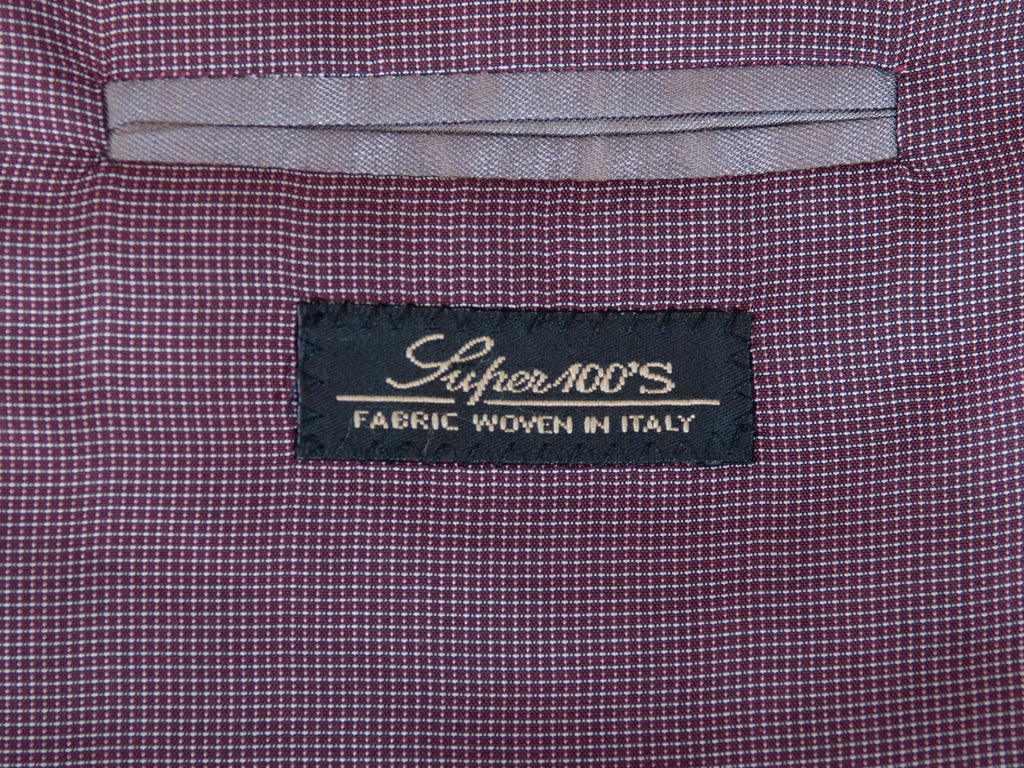 Super 100'S
FABRIC WOVEN IN ITALY